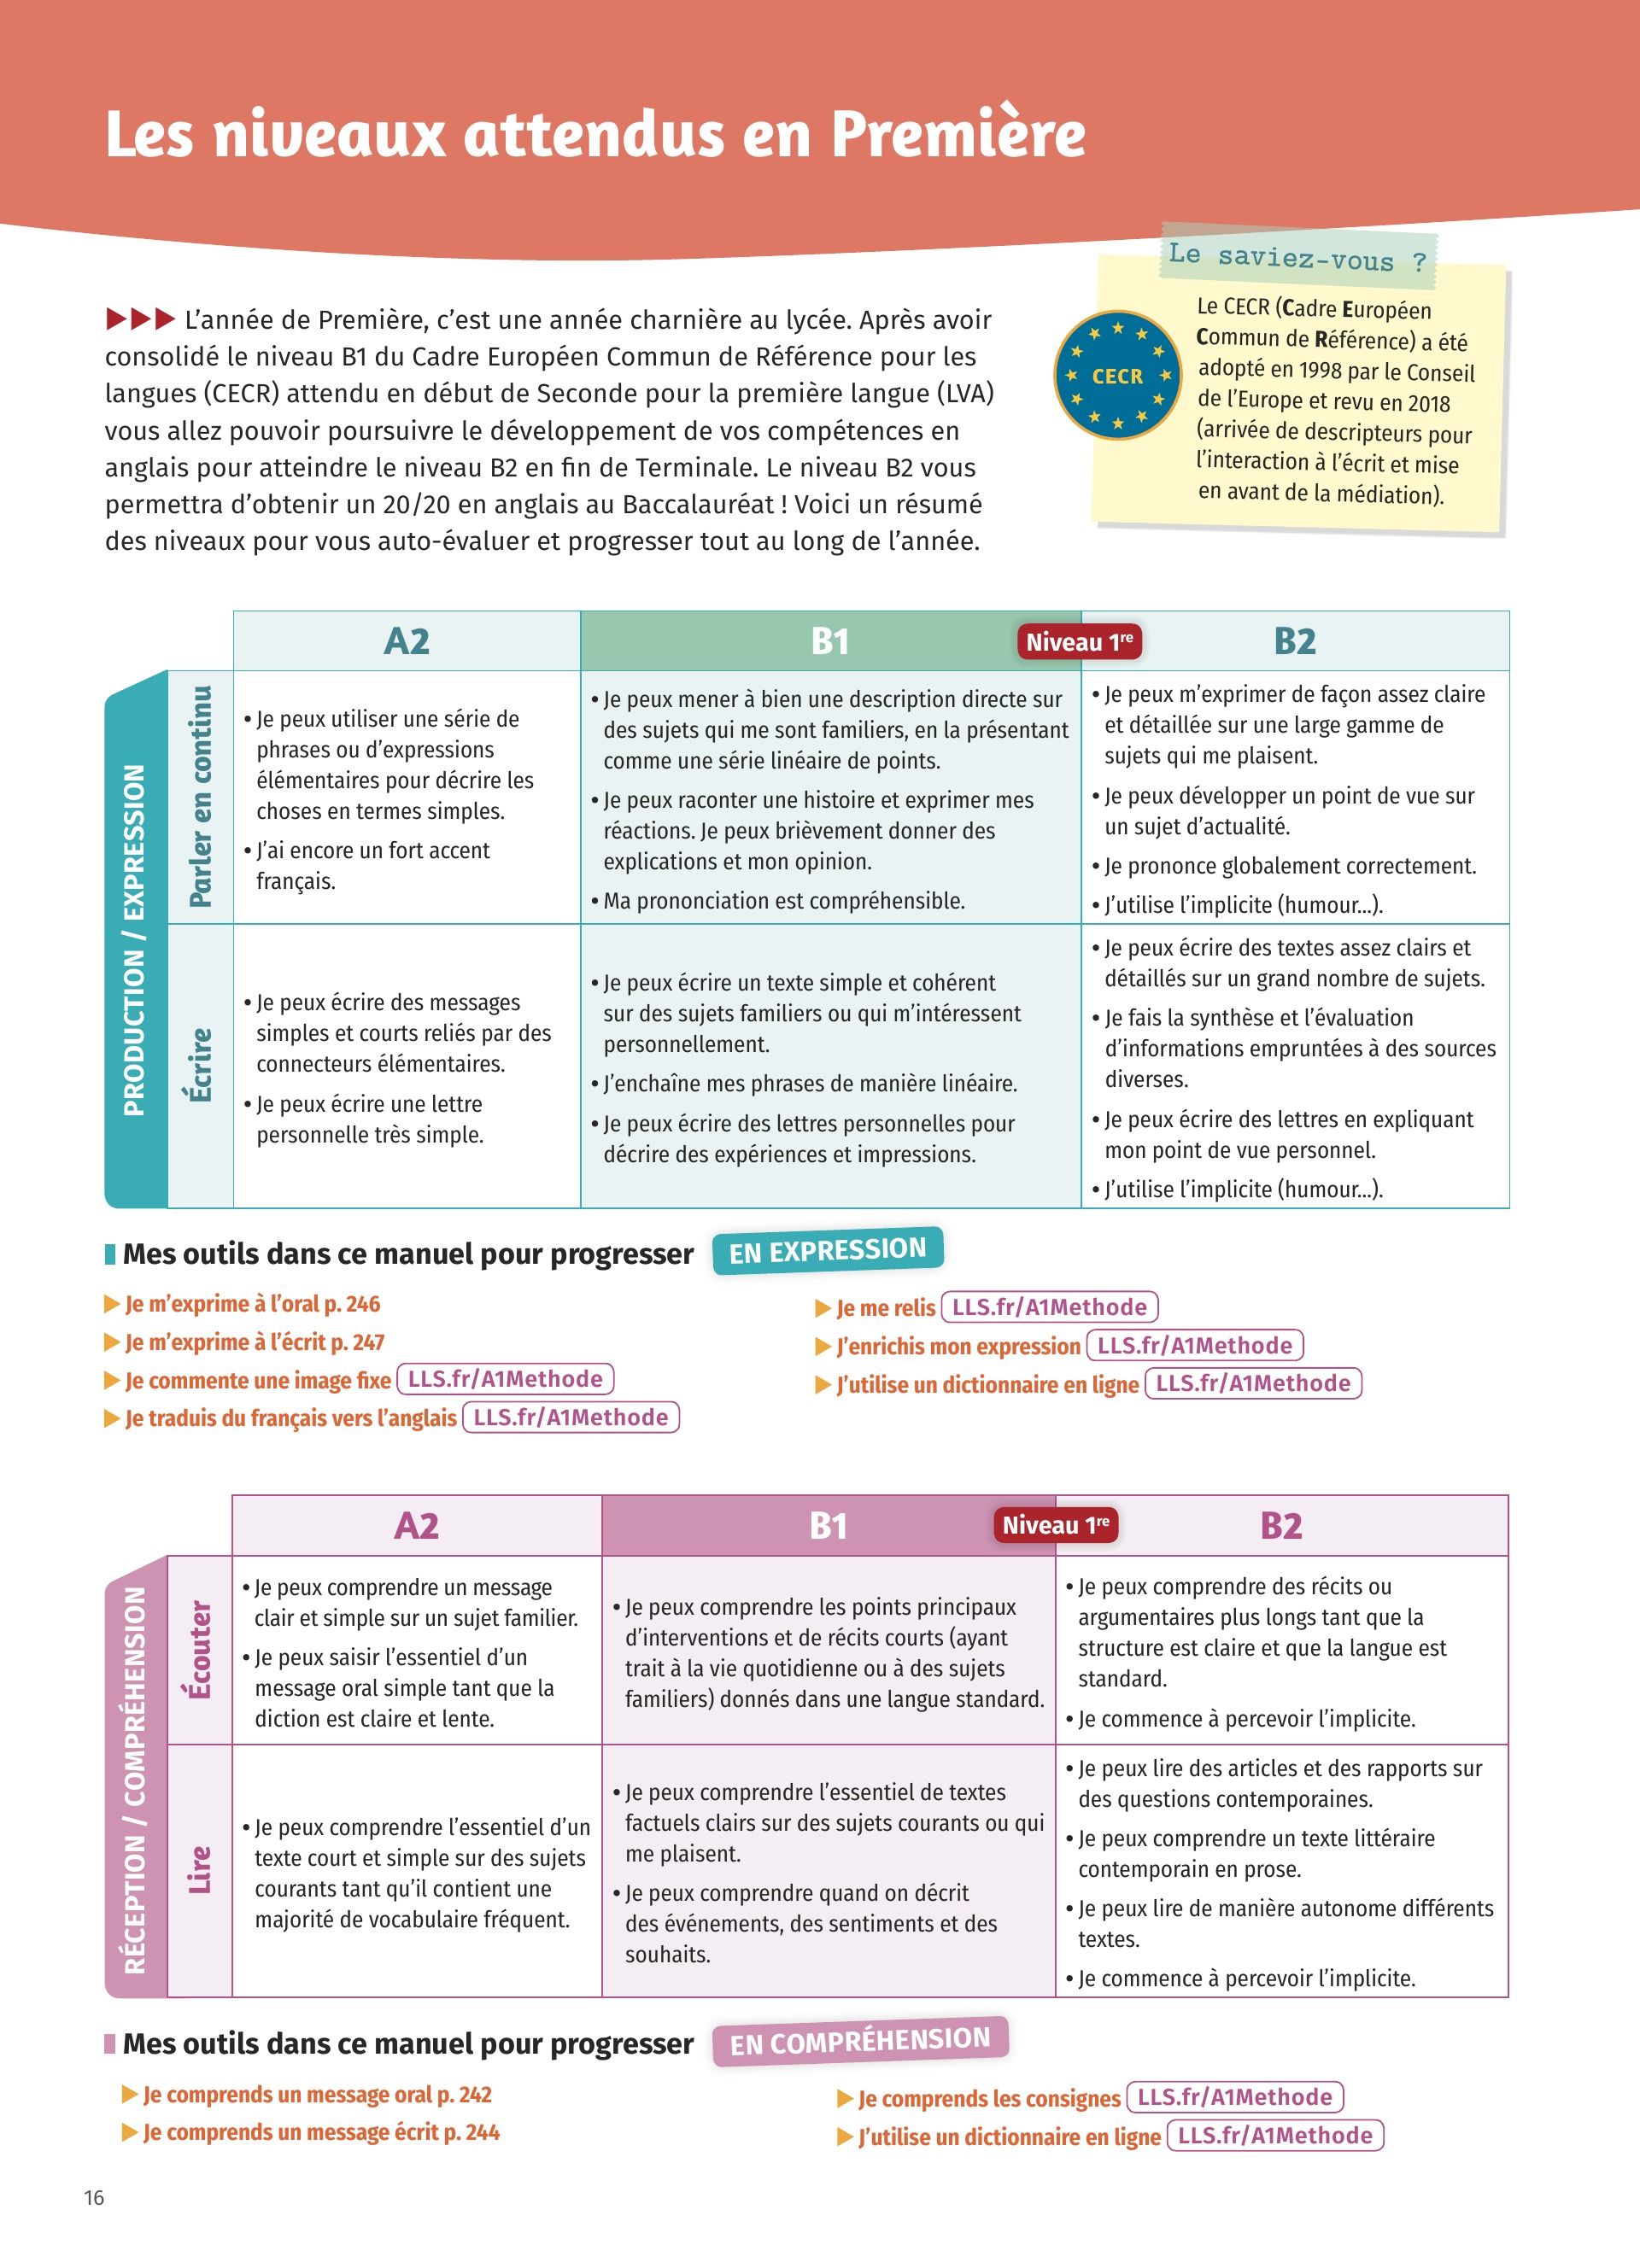 Les niveaux attendus en Première
▶▶▶ L'année de Première, c'est une année charnière au lycée. Après avoir
consolidé le niveau B1 du Cadre Européen Commun de Référence pour les
langues (CECR) attendu en début de Seconde pour la première langue (LVA)
vous allez pouvoir poursuivre le développement de vos compétences en
anglais pour atteindre le niveau B2 en fin de Terminale. Le niveau B2 vous
permettra d'obtenir un 20/20 en anglais au Baccalauréat ! Voici un résumé
des niveaux pour vous auto-évaluer et progresser tout au long de l'année.
Le saviez-vous ?
CECR
Le CECR (Cadre Européen
Commun de Référence) a été
adopté en 1998 par le Conseil
de l'Europe et revu en 2018
(arrivée de descripteurs pour
l'interaction à l'écrit et mise
en avant de la médiation).
A2
B1
Niveau 1re
B2
PRODUCTION / EXPRESSION
Parler en continu
• Je peux utiliser une série de
phrases ou d'expressions
élémentaires pour décrire les
choses en termes simples.
• J'ai encore un fort accent
français.
• Je peux mener à bien une description directe sur
des sujets qui me sont familiers, en la présentant
comme une série linéaire de points.
• Je peux raconter une histoire et exprimer mes
réactions. Je peux brièvement donner des
explications et mon opinion.
• Ma prononciation est compréhensible.
• Je peux m'exprimer de façon assez claire
et détaillée sur une large gamme de
sujets qui me plaisent.
• Je peux développer un point de vue sur
un sujet d'actualité.
• Je prononce globalement correctement.
• J'utilise l'implicite (humour...).
Écrire
• Je peux écrire des messages
simples et courts reliés par des
connecteurs élémentaires.
• Je peux écrire une lettre
personnelle très simple.
• Je peux écrire un texte simple et cohérent
sur des sujets familiers ou qui m'intéressent
personnellement.
• J'enchaîne mes phrases de manière linéaire.
• Je peux écrire des lettres personnelles pour
décrire des expériences et impressions.
• Je peux écrire des textes assez clairs et
détaillés sur un grand nombre de sujets.
• Je fais la synthèse et l'évaluation
d'informations empruntées à des sources
diverses.
• Je peux écrire des lettres en expliquant
mon point de vue personnel.
• J'utilise l'implicite (humour...).
Mes outils dans ce manuel pour progresser EN EXPRESSION
▶ Je m'exprime à l'oral p. 246
▶ Je m'exprime à l'écrit p. 247
▶ Je commente une image fixe LLS.fr/A1Methode
▶ Je traduis du français vers l'anglais LLS.fr/A1Methode
▶ Je me relis LLS.fr/A1Methode
▶ J'enrichis mon expression LLS.fr/A1Methode
▶ J'utilise un dictionnaire en ligne LLS.fr/A1Methode
A2
B1
Niveau 1re
B2
RÉCEPTION / COMPRÉHENSION
Écouter
• Je peux comprendre un message
clair et simple sur un sujet familier.
• Je peux saisir l'essentiel d'un
message oral simple tant que la
diction est claire et lente.
• Je peux comprendre les points principaux
d'interventions et de récits courts (ayant
trait à la vie quotidienne ou à des sujets
familiers) donnés dans une langue standard.
• Je peux comprendre des récits ou
argumentaires plus longs tant que la
structure est claire et que la langue est
standard.
• Je commence à percevoir l'implicite.
Lire
• Je peux comprendre l'essentiel d'un
texte court et simple sur des sujets
courants tant qu'il contient une
majorité de vocabulaire fréquent.
• Je peux comprendre l'essentiel de textes
factuels clairs sur des sujets courants ou qui
me plaisent.
• Je peux comprendre quand on décrit
des événements, des sentiments et des
souhaits.
• Je peux lire des articles et des rapports sur
des questions contemporaines.
• Je peux comprendre un texte littéraire
contemporain en prose.
• Je peux lire de manière autonome différents
textes.
• Je commence à percevoir l'implicite.
Mes outils dans ce manuel pour progresser EN COMPRÉHENSION
▶ Je comprends un message oral p. 242
▶ Je comprends un message écrit p. 244
▶ Je comprends les consignes LLS.fr/A1Methode
▶ J'utilise un dictionnaire en ligne LLS.fr/A1Methode
16